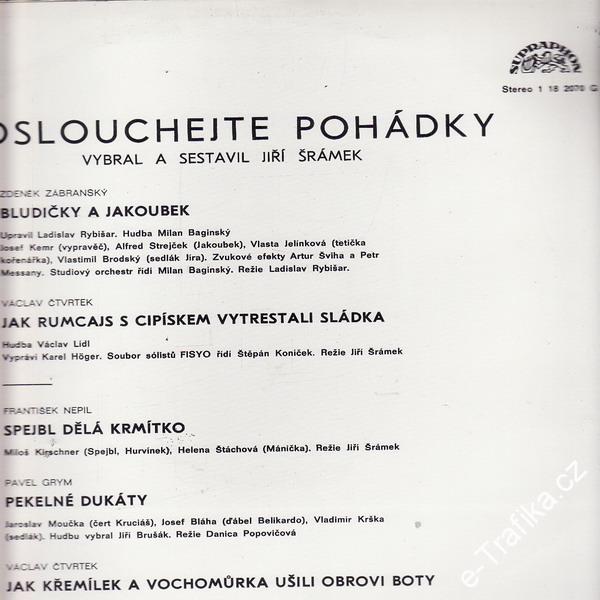 SUPRAPHON
Stereo 1 18 2070 G
OSLOUCHEJTE POHÁDKY
VYBRAL A SESTAVIL JIŘÍ ŠRÁMEK
ZDENĚK ZÁBRANSKÝ
BLUDIČKY A JAKOUBEK
Upravil Ladislav Rybišar. Hudba Milan Baginský
Josef Kemr (vypravěč), Alfred Strejček (Jakoubek), Vlasta Jelínková (tetička
kořenářka), Vlastimil Brodský (sedlák Jíra). Zvukové efekty Artur Šviha a Petr
Messany. Studiový orchestr řídí Milan Baginský. Režie Ladislav Rybišar.
VÁCLAV ČTVRTEK
JAK RUMCAJS S CIPÍSKEM VYTRESTALI SLÁDKA
Hudba Václav Lídl
Vypráví Karel Höger. Soubor sólistů FISYO řídí Štěpán Koníček. Režie Jiří Šrámek
FRANTIŠEK NEPIL
SPEJBL DĚLÁ KRMÍTKO
Miloš Kirschner (Spejbl, Hurvínek), Helena Štáchová (Mánička). Režie Jiří Šrámek
PAVEL GRYM
PEKELNÉ DUKÁTY
Jaroslav Moučka (čert Kruciáš), Josef Bláha (ďábel Belikardo), Vladimír Krška
(sedlák). Hudbu vybral Jiří Brušák. Režie Danica Popovičová
VÁCLAV ČTVRTEK
JAK KŘEMÍLEK A VOCHOMŮRKA UŠILI OBROVI BOTY
e-Trafika.cz